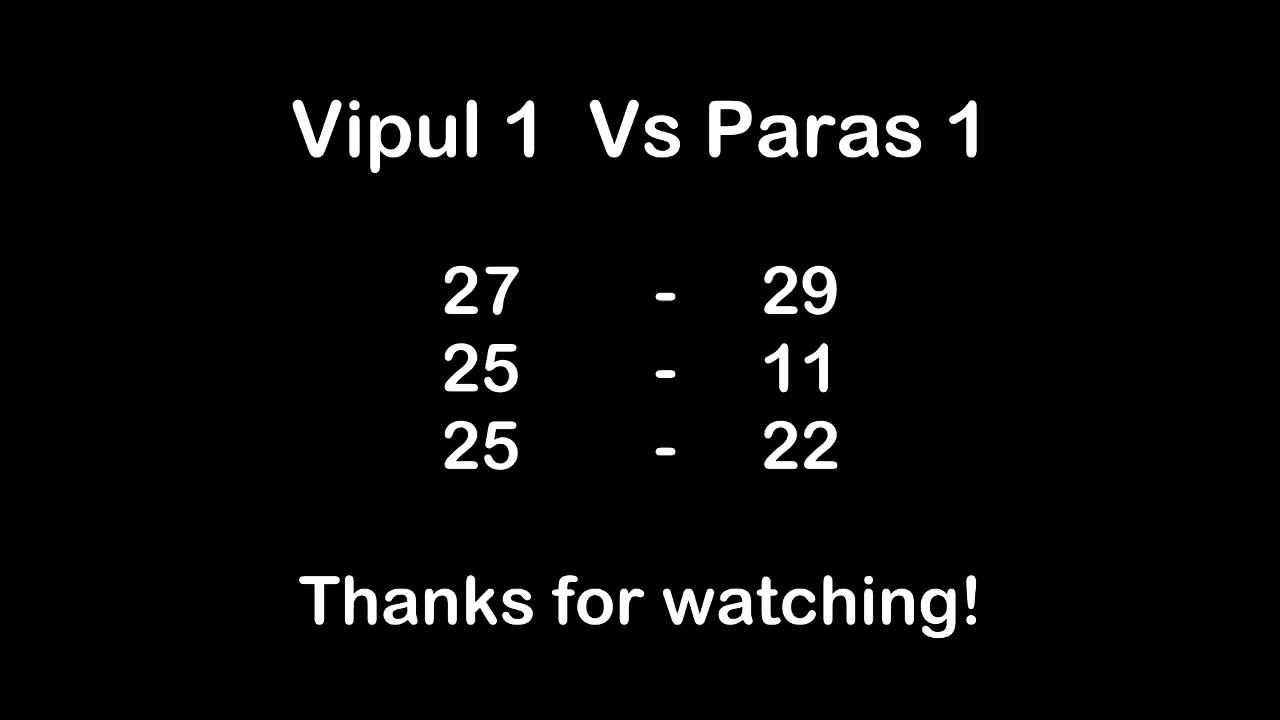 Vipul 1 Vs Paras 1
27 - 29
25 - 11
25 - 22
Thanks for watching!